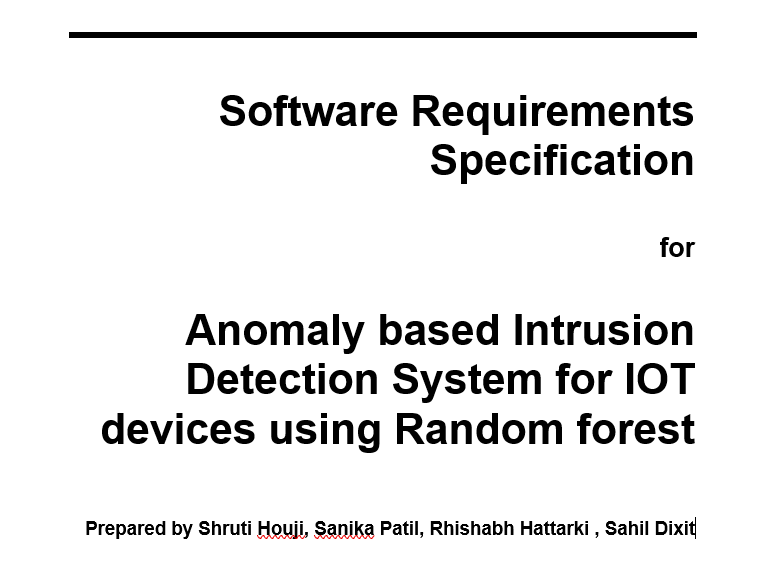 Software Requirements
Specification
for
Anomaly based Intrusion
Detection System for IOT
devices using Random forest
Prepared by Shruti Houji, Sanika Patil, Rhishabh Hattarki , Sahil Dixit